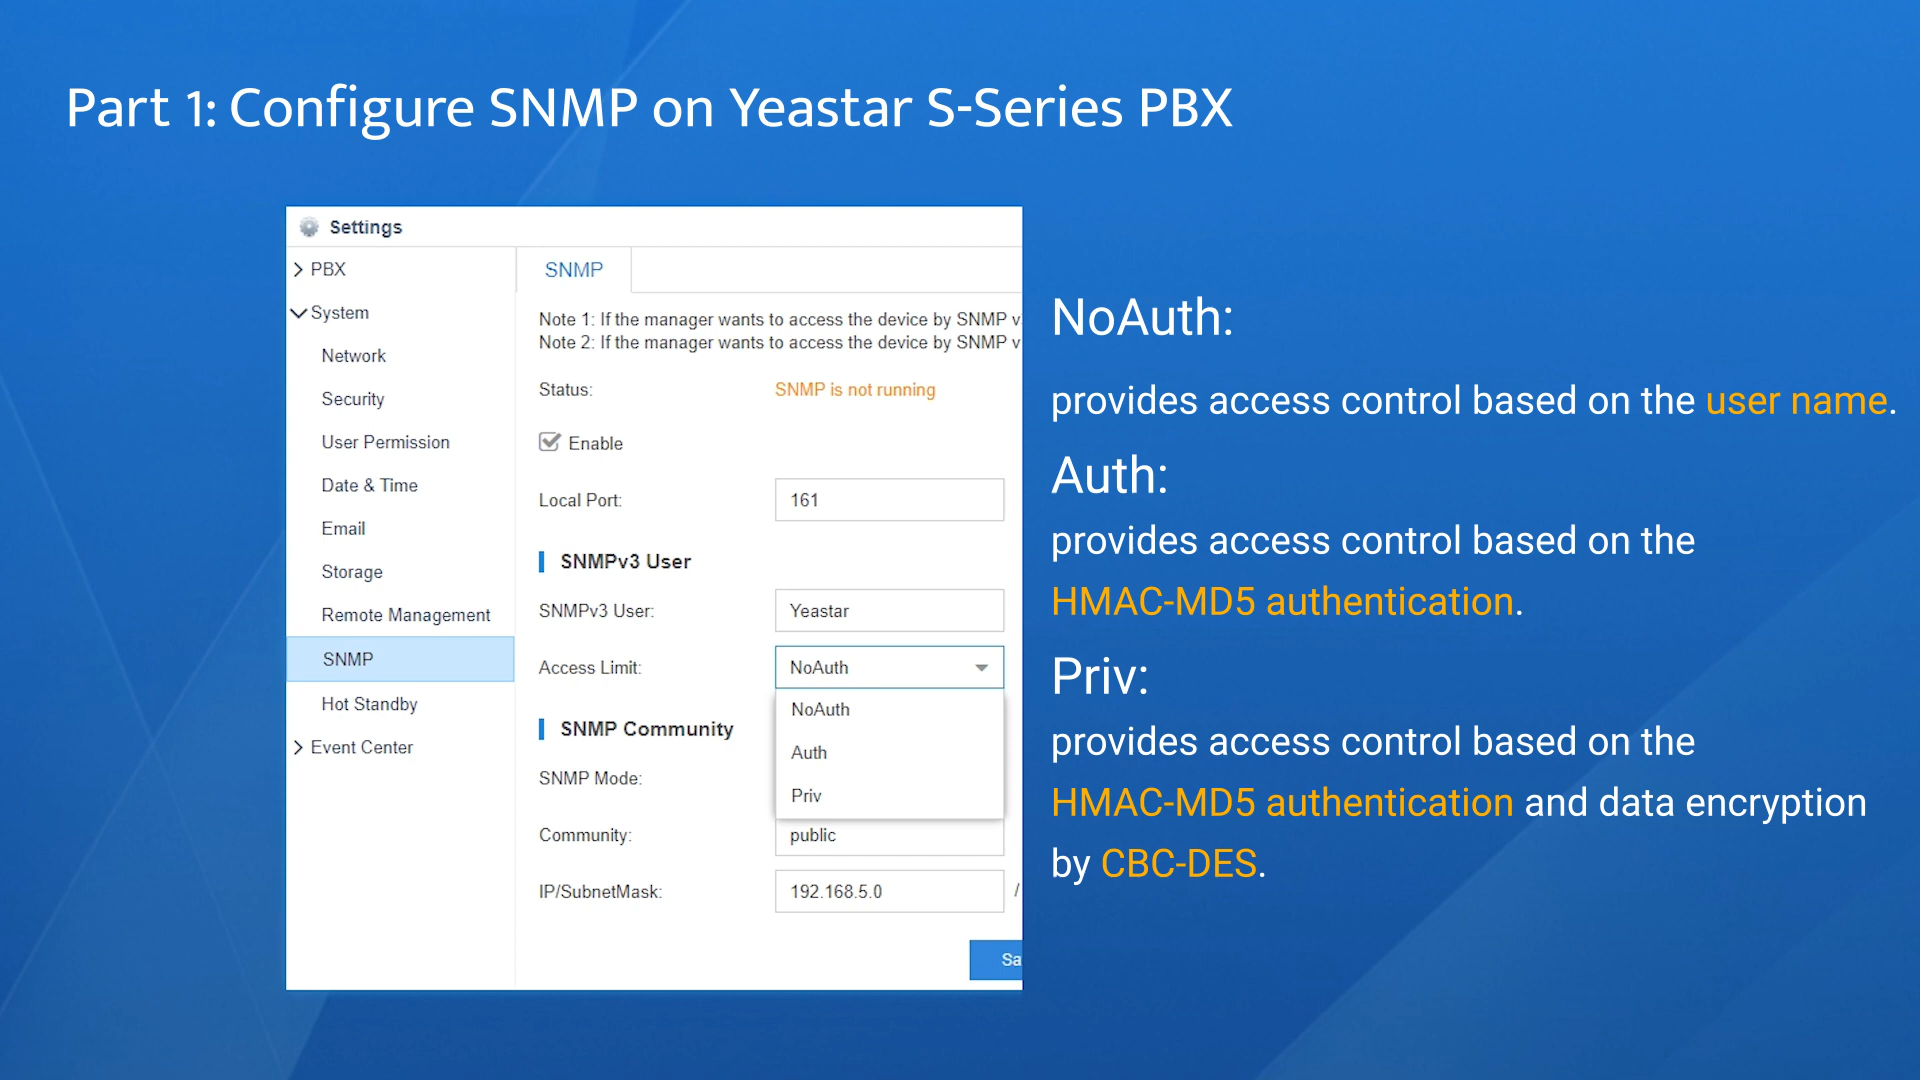 Part 1: Configure SNMP on Yeastar S-Series PBX
Settings
PBX
System
Network
Security
User Permission
Date & Time
Email
Storage
Remote Management
SNMP
Hot Standby
Event Center
SNMP
Note 1: If the manager wants to access the device by SNMP v
Note 2: If the manager wants to access the device by SNMP v
Status: SNMP is not running
Enable
Local Port: 161
SNMPv3 User
SNMPv3 User: Yeastar
Access Limit: NoAuth
NoAuth
Auth
Priv
SNMP Community
SNMP Mode:
Community: public
IP/SubnetMask: 192.168.5.0 /
Sa
NoAuth:
provides access control based on the user name.
Auth:
provides access control based on the
HMAC-MD5 authentication.
Priv:
provides access control based on the
HMAC-MD5 authentication and data encryption
by CBC-DES.